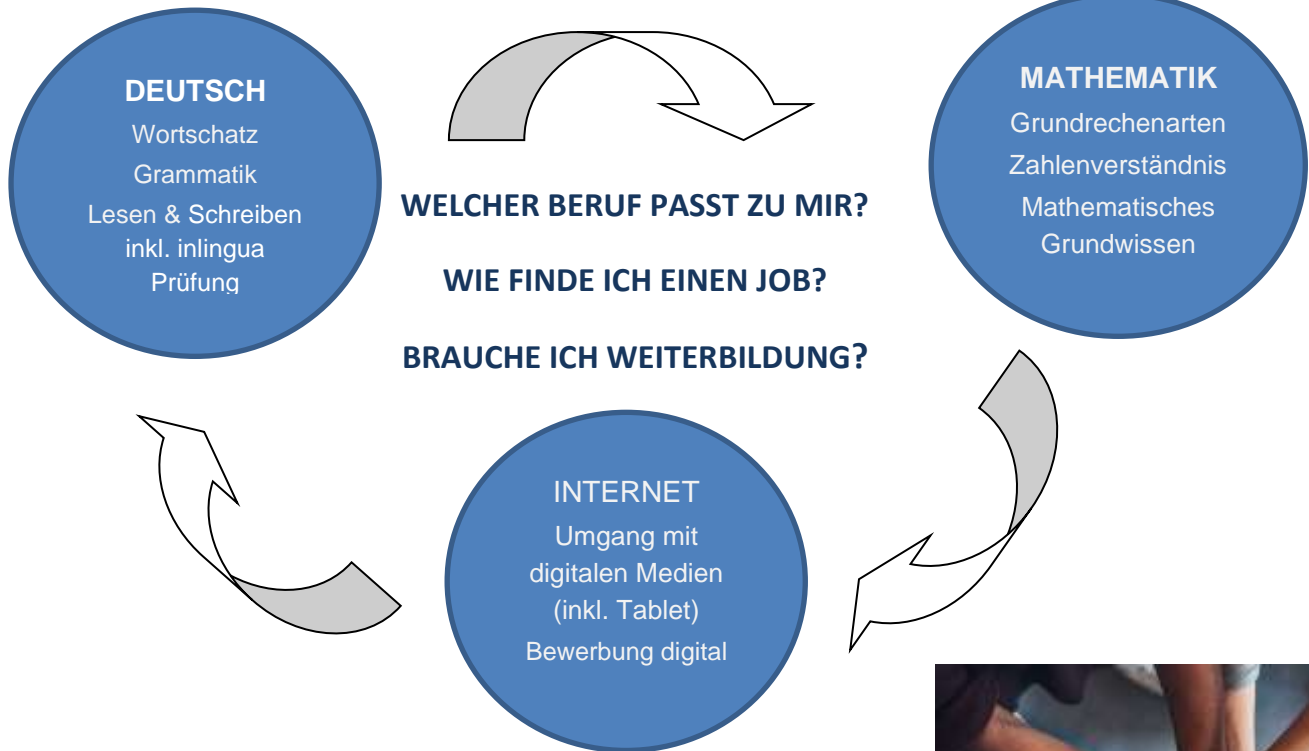 DEUTSCH
Wortschatz
Grammatik
Lesen & Schreiben
inkl. inlingua
Prüfung
WELCHER BERUF PASST ZU MIR?
WIE FINDE ICH EINEN JOB?
BRAUCHE ICH WEITERBILDUNG?
MATHEMATIK
Grundrechenarten
Zahlenverständnis
Mathematisches
Grundwissen
INTERNET
Umgang mit
digitalen Medien
(inkl. Tablet)
Bewerbung digital